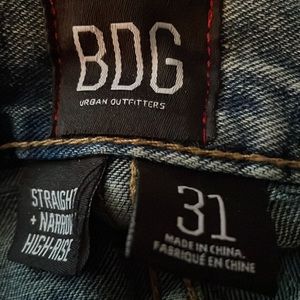 BDG
URBAN OUTFITTERS
STRAIGHT
+ NARROW
HIGH-RISE
31
MADE IN CHINA.
FABRIQUÉ EN CHINE